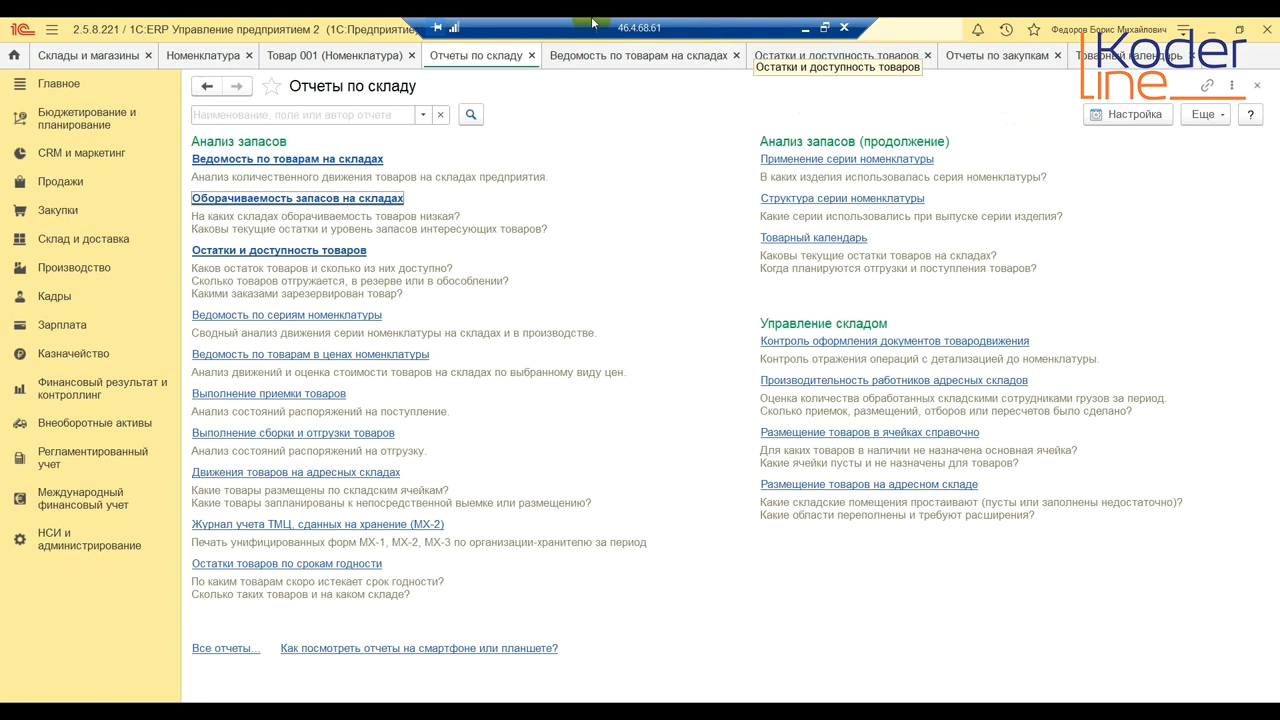 2.5.8.221 / 1С:ERP Управление предприятием 2 (1С:Предприятие)
46.4.68.61
Федоров Борис Михайлович
Склады и магазины
Номенклатура
Товар 001 (Номенклатура)
Отчеты по складу
Ведомость по товарам на складах
Остатки и доступность товаров
Отчеты по закупкам
Товарный календарь
Остатки и доступность товаров
Koder
line
Главное
Бюджетирование и
планирование
CRM и маркетинг
Продажи
Закупки
Склад и доставка
Производство
Кадры
Зарплата
Казначейство
Финансовый результат и
контроллинг
Внеоборотные активы
Регламентированный
учет
Международный
финансовый учет
НСИ и
администрирование
Отчеты по складу
Наименование, поле или автор отчета
Настройка
Еще
?
Анализ запасов
Ведомость по товарам на складах
Анализ количественного движения товаров на складах предприятия.
Оборачиваемость запасов на складах
На каких складах оборачиваемость товаров низкая?
Каковы текущие остатки и уровень запасов интересующих товаров?
Остатки и доступность товаров
Каков остаток товаров и сколько из них доступно?
Сколько товаров отгружается, в резерве или в обособлении?
Какими заказами зарезервирован товар?
Ведомость по сериям номенклатуры
Сводный анализ движения серии номенклатуры на складах и в производстве.
Ведомость по товарам в ценах номенклатуры
Анализ движений и оценка стоимости товаров на складах по выбранному виду цен.
Выполнение приемки товаров
Анализ состояний распоряжений на поступление.
Выполнение сборки и отгрузки товаров
Анализ состояний распоряжений на отгрузку.
Движения товаров на адресных складах
Какие товары размещены по складским ячейкам?
Какие товары запланированы к непосредственной выемке или размещению?
Журнал учета ТМЦ, сданных на хранение (МХ-2)
Печать унифицированных форм МХ-1, МХ-2, МХ-3 по организации-хранителю за период
Остатки товаров по срокам годности
По каким товарам скоро истекает срок годности?
Сколько таких товаров и на каком складе?
Все отчеты...
Как посмотреть отчеты на смартфоне или планшете?
Анализ запасов (продолжение)
Применение серии номенклатуры
В каких изделия использовалась серия номенклатуры?
Структура серии номенклатуры
Какие серии использовались при выпуске серии изделия?
Товарный календарь
Каковы текущие остатки товаров на складах?
Когда планируются отгрузки и поступления товаров?
Управление складом
Контроль оформления документов товародвижения
Контроль отражения операций с детализацией до номенклатуры.
Производительность работников адресных складов
Оценка количества обработанных складскими сотрудниками грузов за период.
Сколько приемок, размещений, отборов или пересчетов было сделано?
Размещение товаров в ячейках справочно
Для каких товаров в наличии не назначена основная ячейка?
Какие ячейки пусты и не назначены для товаров?
Размещение товаров на адресном складе
Какие складские помещения простаивают (пусты или заполнены недостаточно)?
Какие области переполнены и требуют расширения?